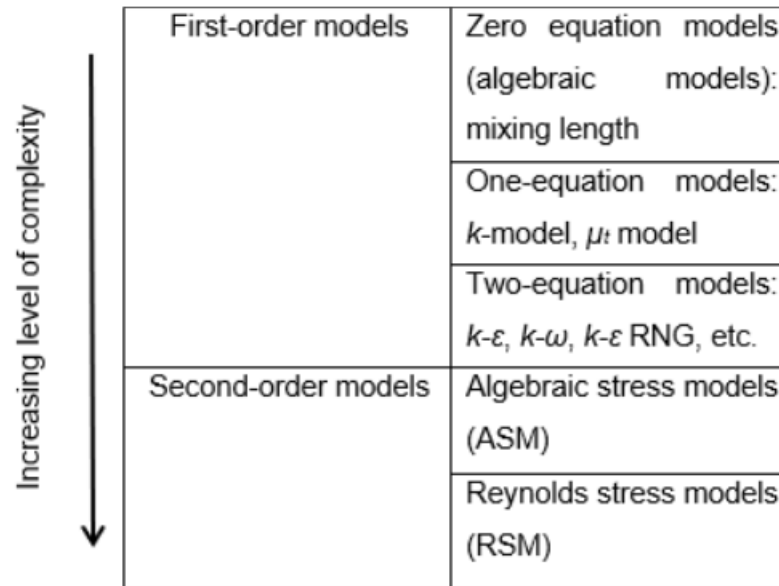 Increasing level of complexity
First-order models
Zero equation models
(algebraic models):
mixing length
One-equation models:
k-model, μt model
Two-equation models:
k-ε, k-ω, k-ε RNG, etc.
Second-order models
Algebraic stress models
(ASM)
Reynolds stress models
(RSM)